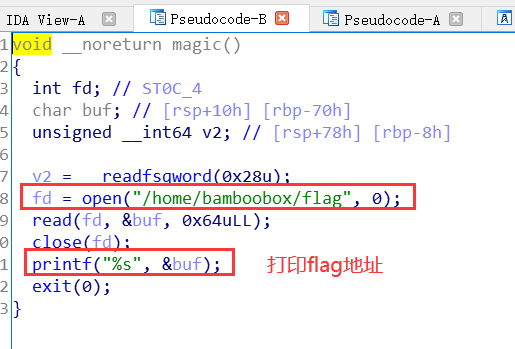 IDA View-A
Pseudocode-B
Pseudocode-A
A
1 void __noreturn magic()
2 {
3 int fd; // ST0C_4
4 char buf; // [rsp+10h] [rbp-70h]
5 unsigned __int64 v2; // [rsp+78h] [rbp-8h]
7 v2 = __readfsqword(0x28u);
8 fd = open("/home/bamboobox/flag", 0);
9 read(fd, &buf, 0x64uLL);
0 close(fd);
1 printf("%s", &buf); 打印flag地址
2 exit(0);
3 }